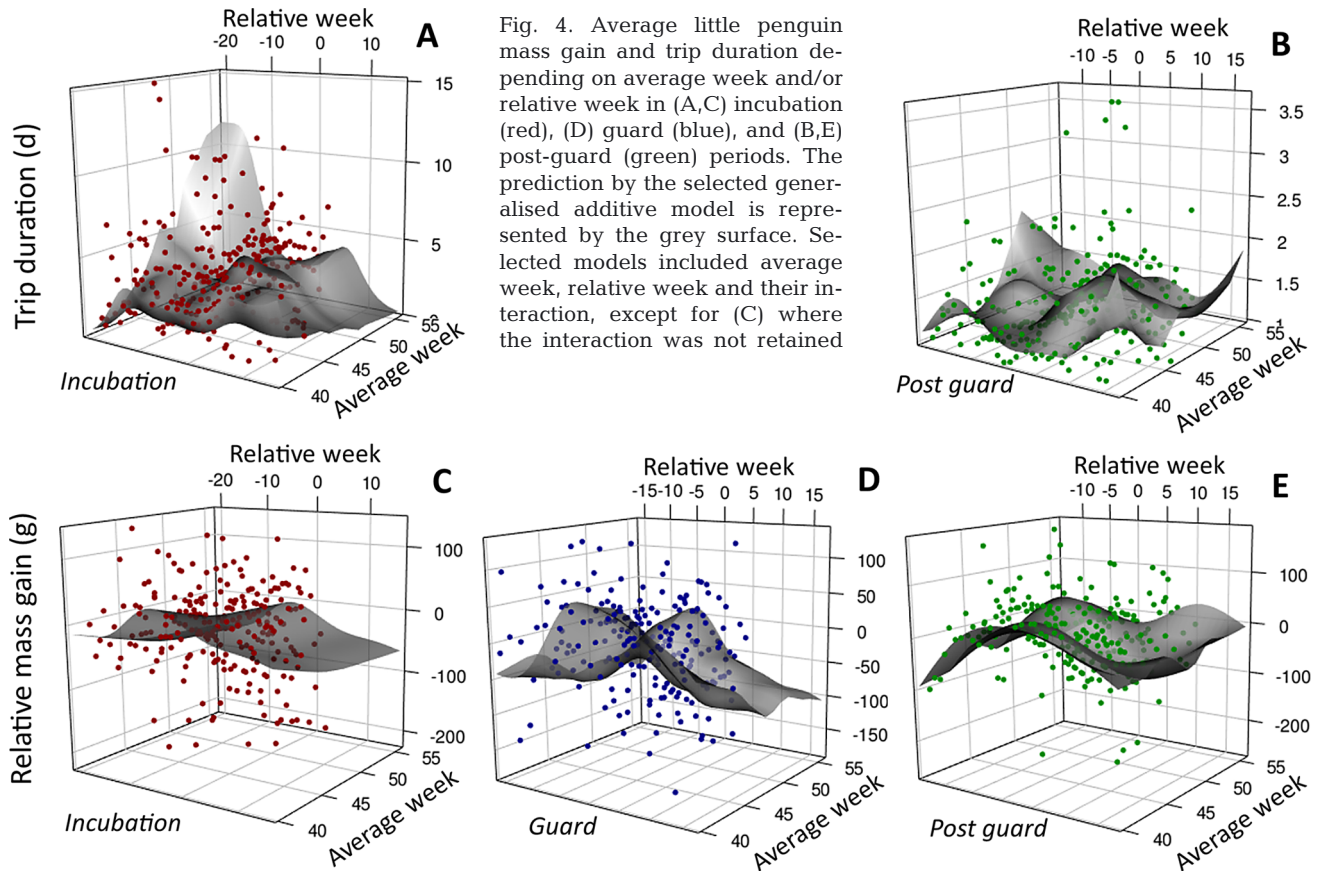 Relative week
A
-20 -10 0 10
15
10
5
55
50
45
40
Trip duration (d)
Incubation
Average week
Fig. 4. Average little penguin
mass gain and trip duration de-
pending on average week and/or
relative week in (A,C) incubation
(red), (D) guard (blue), and (B,E)
post-guard (green) periods. The
prediction by the selected gener-
alised additive model is repre-
sented by the grey surface. Se-
lected models included average
week, relative week and their in-
teraction, except for (C) where
the interaction was not retained
Relative week
B
-10 -5 0 5 10 15
3.5
3
2.5
2
1.5
1
55
50
45
40
Post guard
Average week
Relative week
C
-20 -10 0 10
100
0
-100
-200
55
50
45
40
Relative mass gain (g)
Incubation
Average week
Relative week
D
-15 -10 -5 0 5 10 15
100
50
0
-50
-100
-150
55
50
45
40
Guard
Average week
Relative week
E
-10 -5 0 5 10 15
100
0
-100
-200
55
50
45
40
Post guard
Average week